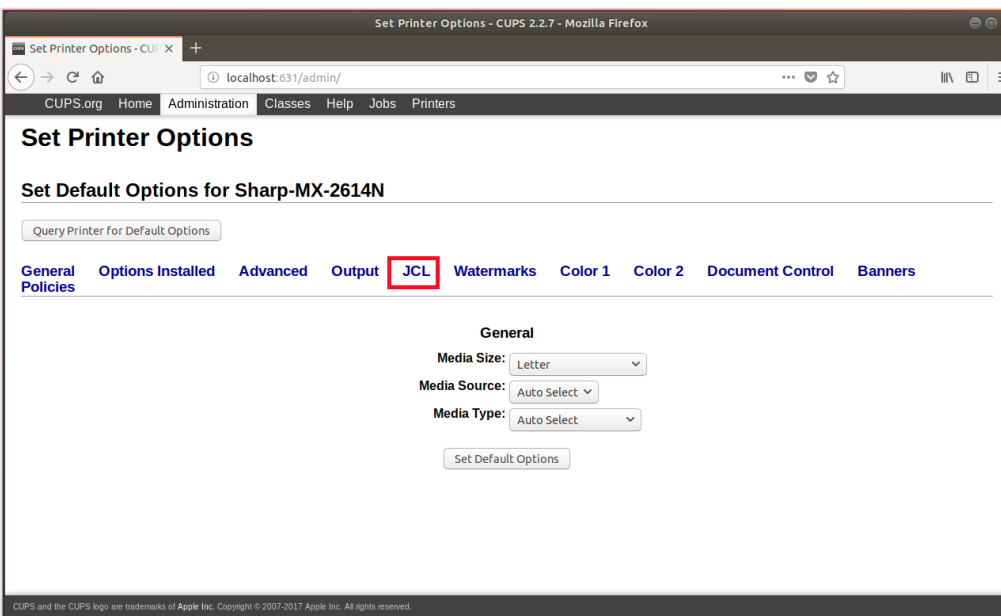 Set Printer Options - CUPS 2.2.7 - Mozilla Firefox
Set Printer Options - CUP
localhost:631/admin/
CUPS.org Home Administration Classes Help Jobs Printers
Set Printer Options
Set Default Options for Sharp-MX-2614N
Query Printer for Default Options
General Options Installed Advanced Output JCL Watermarks Color 1 Color 2 Document Control Banners
Policies
General
Media Size: Letter
Media Source: Auto Select
Media Type: Auto Select
Set Default Options
CUPS and the CUPS logo are trademarks of Apple Inc. Copyright © 2007-2017 Apple Inc. All rights reserved.